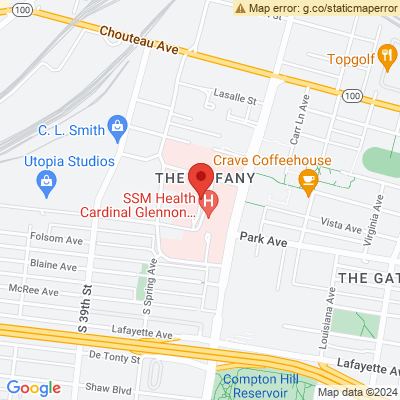 Map error: g.co/staticmaperror
100
Chouteau Ave
Topgolf
Lasalle St
100
Carr Ln Ave
C. L. Smith
Utopia Studios
Crave Coffeehouse
THE
FANY
SSM Health
Cardinal Glennon...
H
Virginia Ave
Vista Ave
Folsom Ave
Park Ave
Blaine Ave
McRee Ave
S Spring Ave
S 39th St
THE GAT
Louisiana Ave
Lafayette Ave
Lafayette Av
De Tonty St
Shaw Blvd
Compton Hill
Reservoir
Google
Map data ©2024